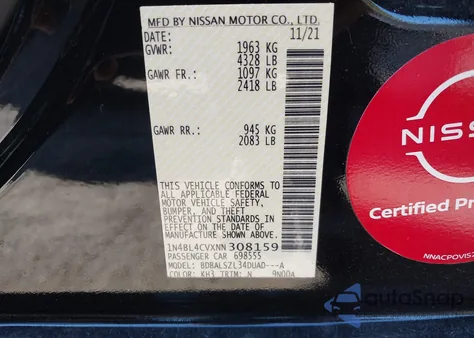 MFD BY NISSAN MOTOR CO., LTD.
DATE: 11/21
GVWR: 1963 KG
4328 LB
GAWR FR.: 1097 KG
2418 LB
GAWR RR.: 945 KG
2083 LB
THIS VEHICLE CONFORMS TO
ALL APPLICABLE FEDERAL
MOTOR VEHICLE SAFETY,
BUMPER, AND THEFT
PREVENTION STANDARDS IN
EFFECT ON THE DATE OF
MANUFACTURE SHOWN ABOVE.
1N4BL4CVXNN308159
PASSENGER CAR 698555
MODEL: BDBALSZL34DUAD---A
COLOR: KH3 TRIM: N 9N00A
NISS
Certified Pr
NNACPOVIS2
autoSnap